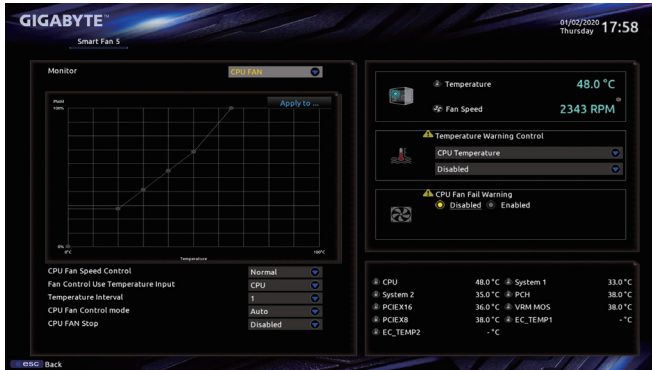 GIGABYTE™
01/02/2020
Thursday 17:58
Smart Fan 5
Monitor CPU FAN
Apply to ...
PWM
100%
0%
0°C 100°C
Temperature
CPU Fan Speed Control Normal
Fan Control Use Temperature Input CPU
Temperature Interval 1
CPU Fan Control mode Auto
CPU FAN Stop Disabled
Temperature 48.0 °C
Fan Speed 2343 RPM
Temperature Warning Control
CPU Temperature
Disabled
CPU Fan Fail Warning
Disabled Enabled
CPU 48.0°C System 1 33.0°C
System 2 35.0°C PCH 38.0°C
PCIEX16 36.0°C VRM MOS 38.0°C
PCIEX8 38.0°C EC_TEMP1 -°C
EC_TEMP2 -°C
esc Back